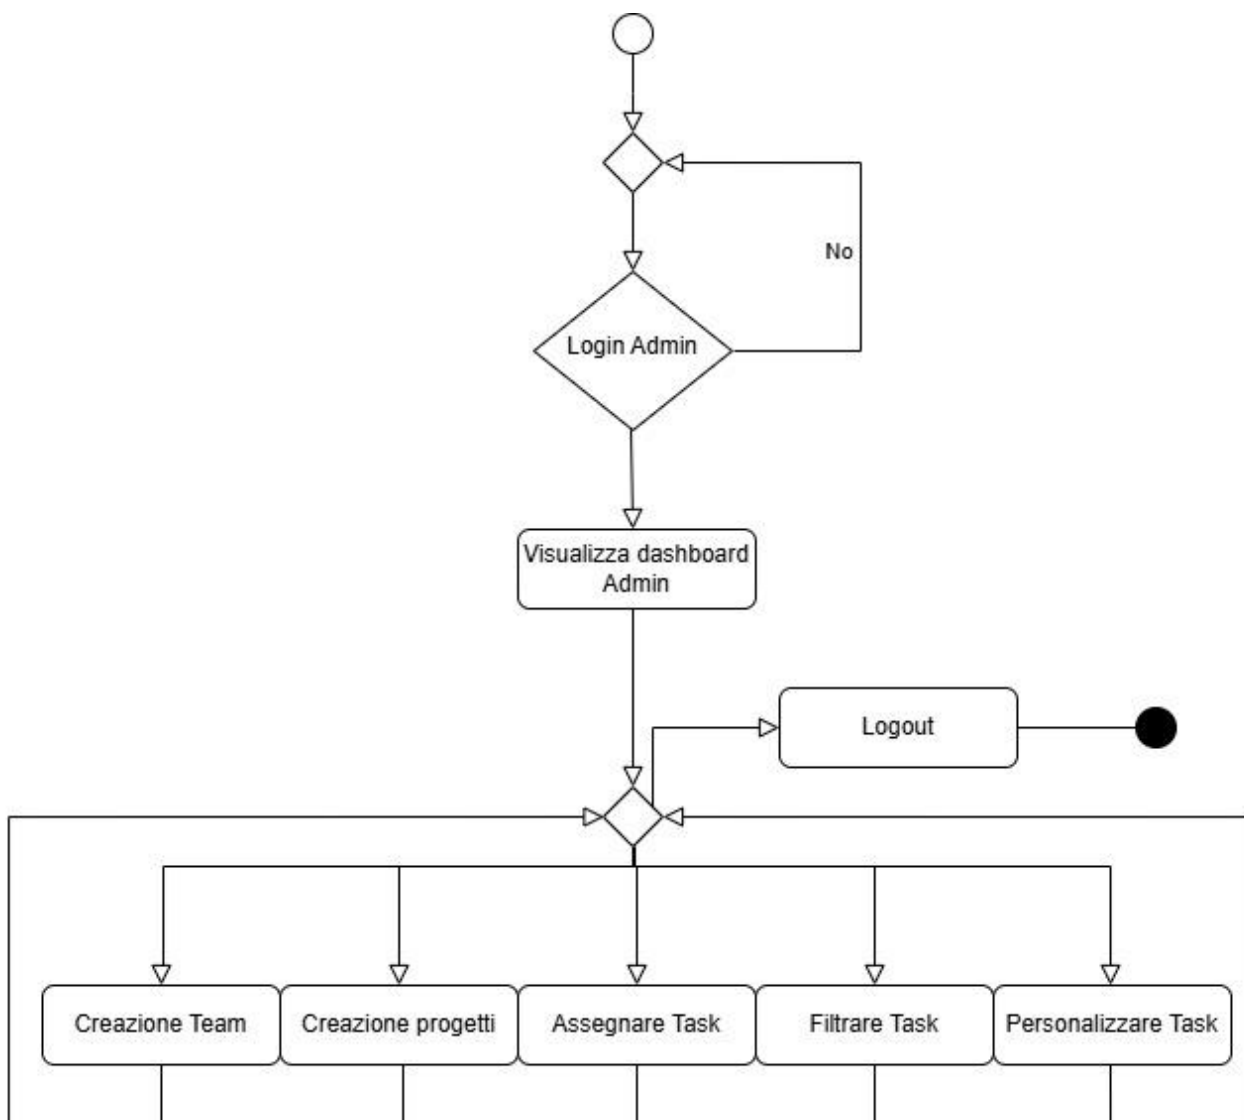 No
Login Admin
Visualizza dashboard
Admin
Logout
Creazione Team
Creazione progetti
Assegnare Task
Filtrare Task
Personalizzare Task